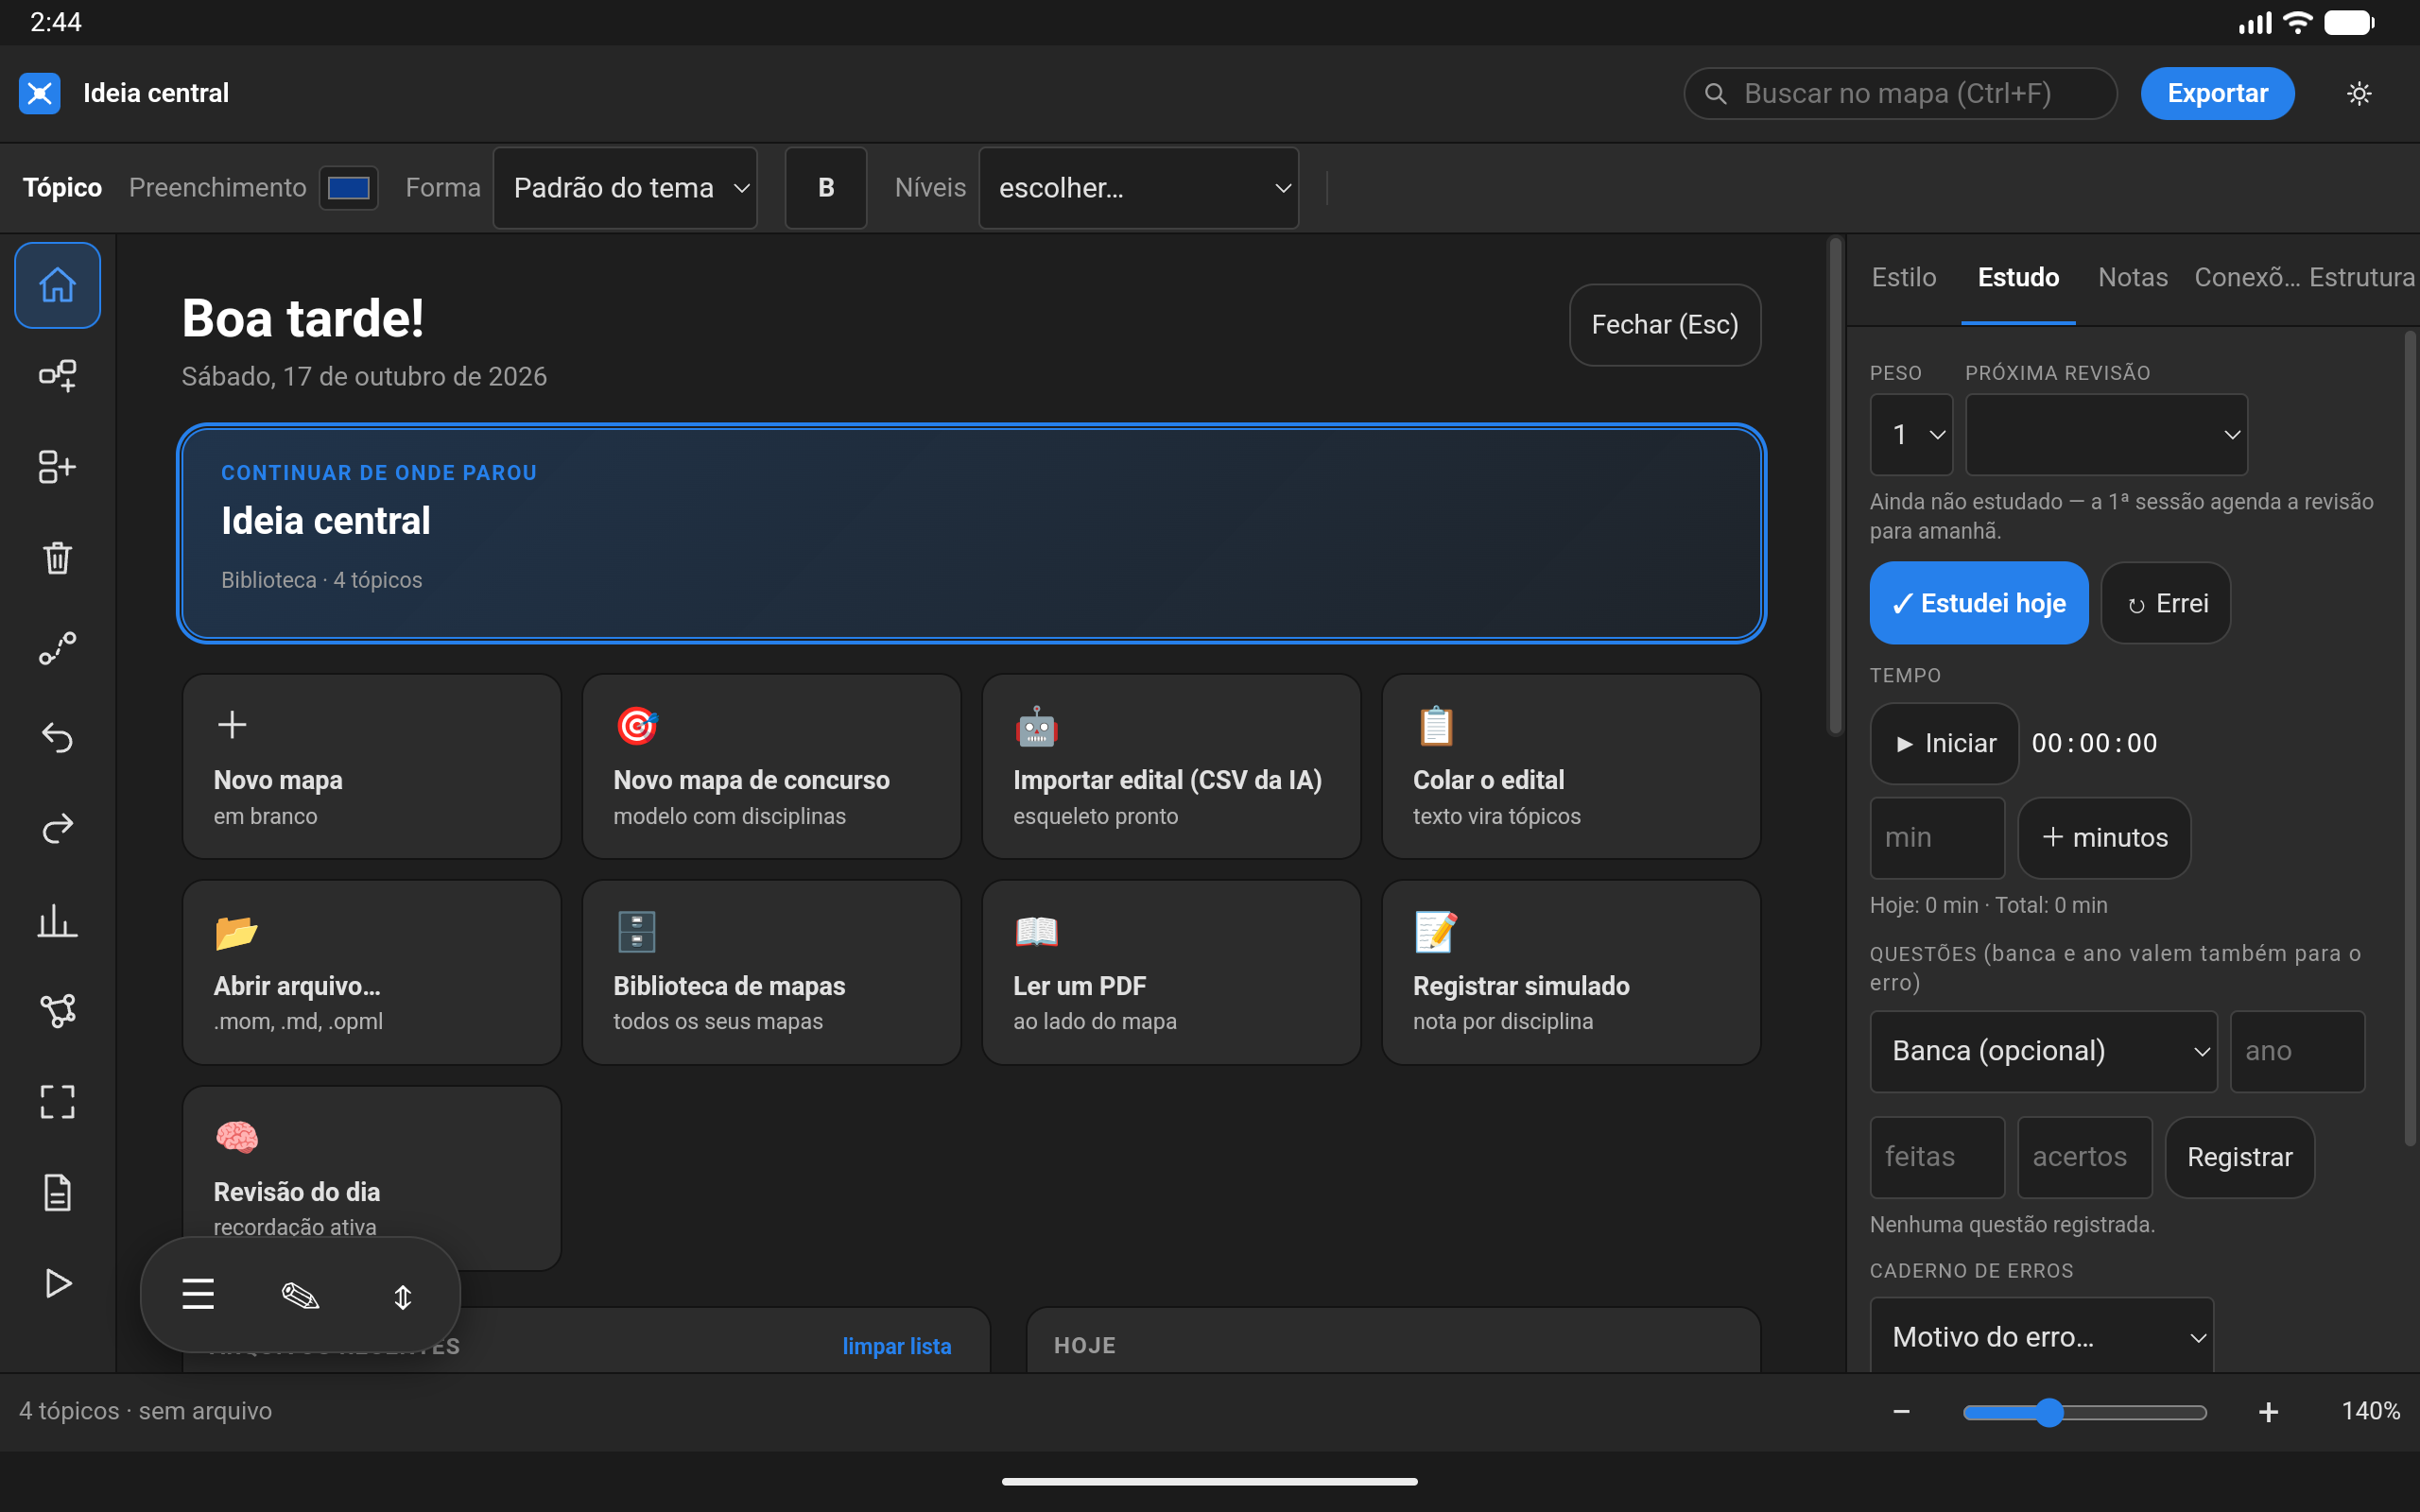 2:44
Ideia central
Buscar no mapa (Ctrl+F)
Exportar
Tópico
Preenchimento
Forma
Padrão do tema
B
Níveis
escolher...
Boa tarde!
Fechar (Esc)
Sábado, 17 de outubro de 2026
CONTINUAR DE ONDE PAROU
Ideia central
Biblioteca · 4 tópicos
Novo mapa
em branco
Novo mapa de concurso
modelo com disciplinas
Importar edital (CSV da IA)
esqueleto pronto
Colar o edital
texto vira tópicos
Abrir arquivo...
.mom, .md, .opml
Biblioteca de mapas
todos os seus mapas
Ler um PDF
ao lado do mapa
Registrar simulado
nota por disciplina
Revisão do dia
recordação ativa
limpar lista
HOJE
Estilo
Estudo
Notas
Conexõ...
Estrutura
PESO
PRÓXIMA REVISÃO
1
Ainda não estudado — a 1ª sessão agenda a revisão
para amanhã.
✓ Estudei hoje
↻ Errei
TEMPO
▶ Iniciar
00:00:00
min
+ minutos
Hoje: 0 min · Total: 0 min
QUESTÕES (banca e ano valem também para o
erro)
Banca (opcional)
ano
feitas
acertos
Registrar
Nenhuma questão registrada.
CADERNO DE ERROS
Motivo do erro...
4 tópicos · sem arquivo
140%